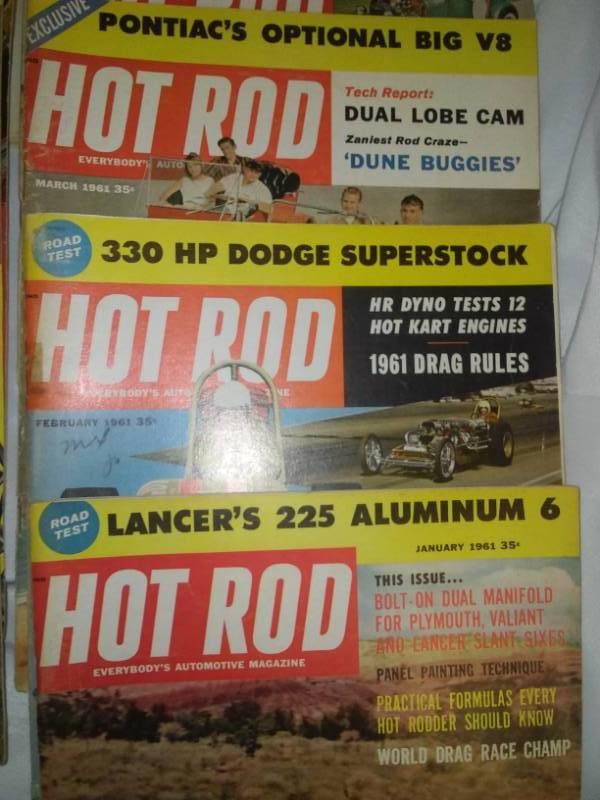 EXCLUSIVE
PONTIAC'S OPTIONAL BIG V8
HOT ROD
EVERYBODY'S AUTO
MARCH 1961 35¢
Tech Report:
DUAL LOBE CAM
Zaniest Rod Craze—
'DUNE BUGGIES'
ROAD
TEST
330 HP DODGE SUPERSTOCK
HOT ROD
EVERYBODY'S AUTO
FEBRUARY 1961 35¢
HR DYNO TESTS 12
HOT KART ENGINES
1961 DRAG RULES
ROAD
TEST
LANCER'S 225 ALUMINUM 6
JANUARY 1961 35¢
HOT ROD
EVERYBODY'S AUTOMOTIVE MAGAZINE
THIS ISSUE...
BOLT-ON DUAL MANIFOLD
FOR PLYMOUTH, VALIANT
AND LANCER SLANT-SIXES
PANEL PAINTING TECHNIQUE
PRACTICAL FORMULAS EVERY
HOT RODDER SHOULD KNOW
WORLD DRAG RACE CHAMP